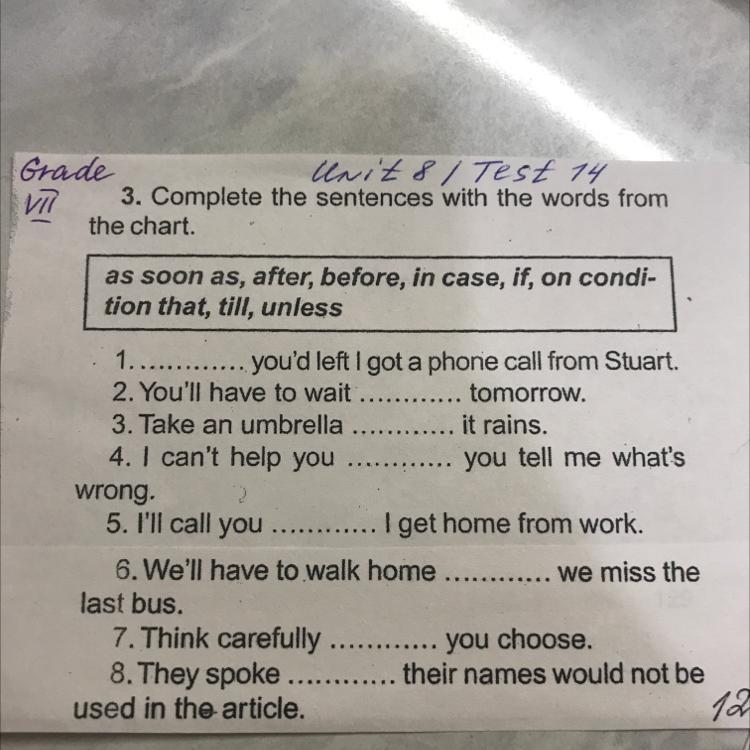 Grade Unit 8 / Test 14
VII 3. Complete the sentences with the words from
the chart.
as soon as, after, before, in case, if, on condi-
tion that, till, unless
1. ............. you'd left I got a phone call from Stuart.
2. You'll have to wait ............ tomorrow.
3. Take an umbrella ............ it rains.
4. I can't help you ............ you tell me what's
wrong.
5. I'll call you ............ I get home from work.
6. We'll have to walk home ............ we miss the
last bus.
7. Think carefully ............ you choose.
8. They spoke ............ their names would not be
used in the article.
12